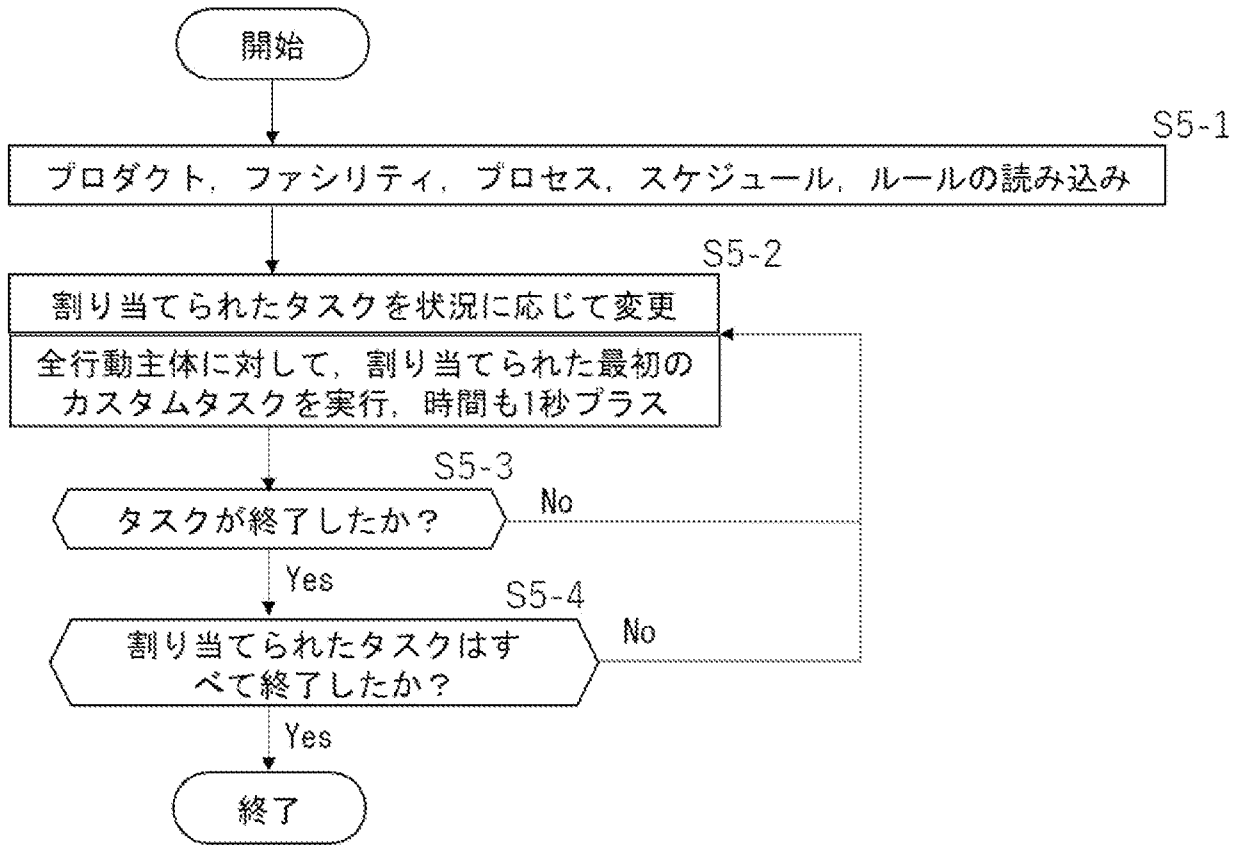 開始
S5-1
プロダクト，ファシリティ，プロセス，スケジュール，ルールの読み込み
S5-2
割り当てられたタスクを状況に応じて変更
全行動主体に対して，割り当てられた最初の
カスタムタスクを実行，時間も1秒プラス
S5-3
タスクが終了したか？
No
Yes
S5-4
割り当てられたタスクはす
べて終了したか？
No
Yes
終了